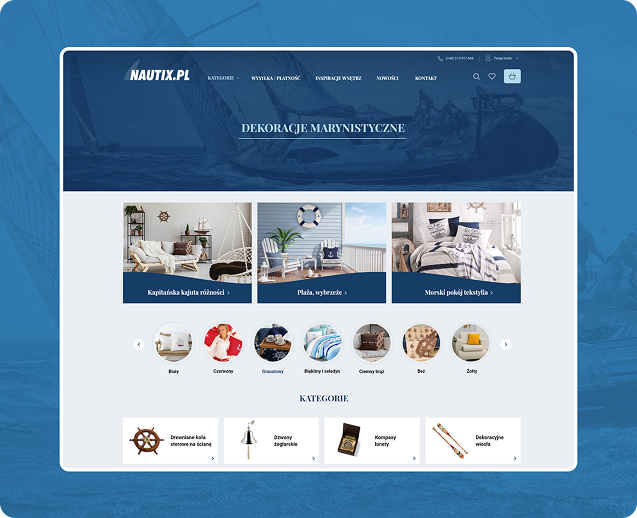 (+48) 515 917 666 Twoje konto
NAUTIX.PL
KATEGORIE WYSYŁKA / PŁATNOŚĆ INSPIRACJE WNĘTRZ NOWOŚCI KONTAKT
DEKORACJE MARYNISTYCZNE
Kapitańska kajuta różności Plaża, wybrzeże Morski pokój tekstylia
Biały Czerwony Granatowy Błękitny i seledyn Ciemny brąz Beż Żółty
KATEGORIE
Drewniane koła
sterowe na ścianę
Dzwony
żeglarskie
Kompasy
lunety
Dekoracyjne
wiosła